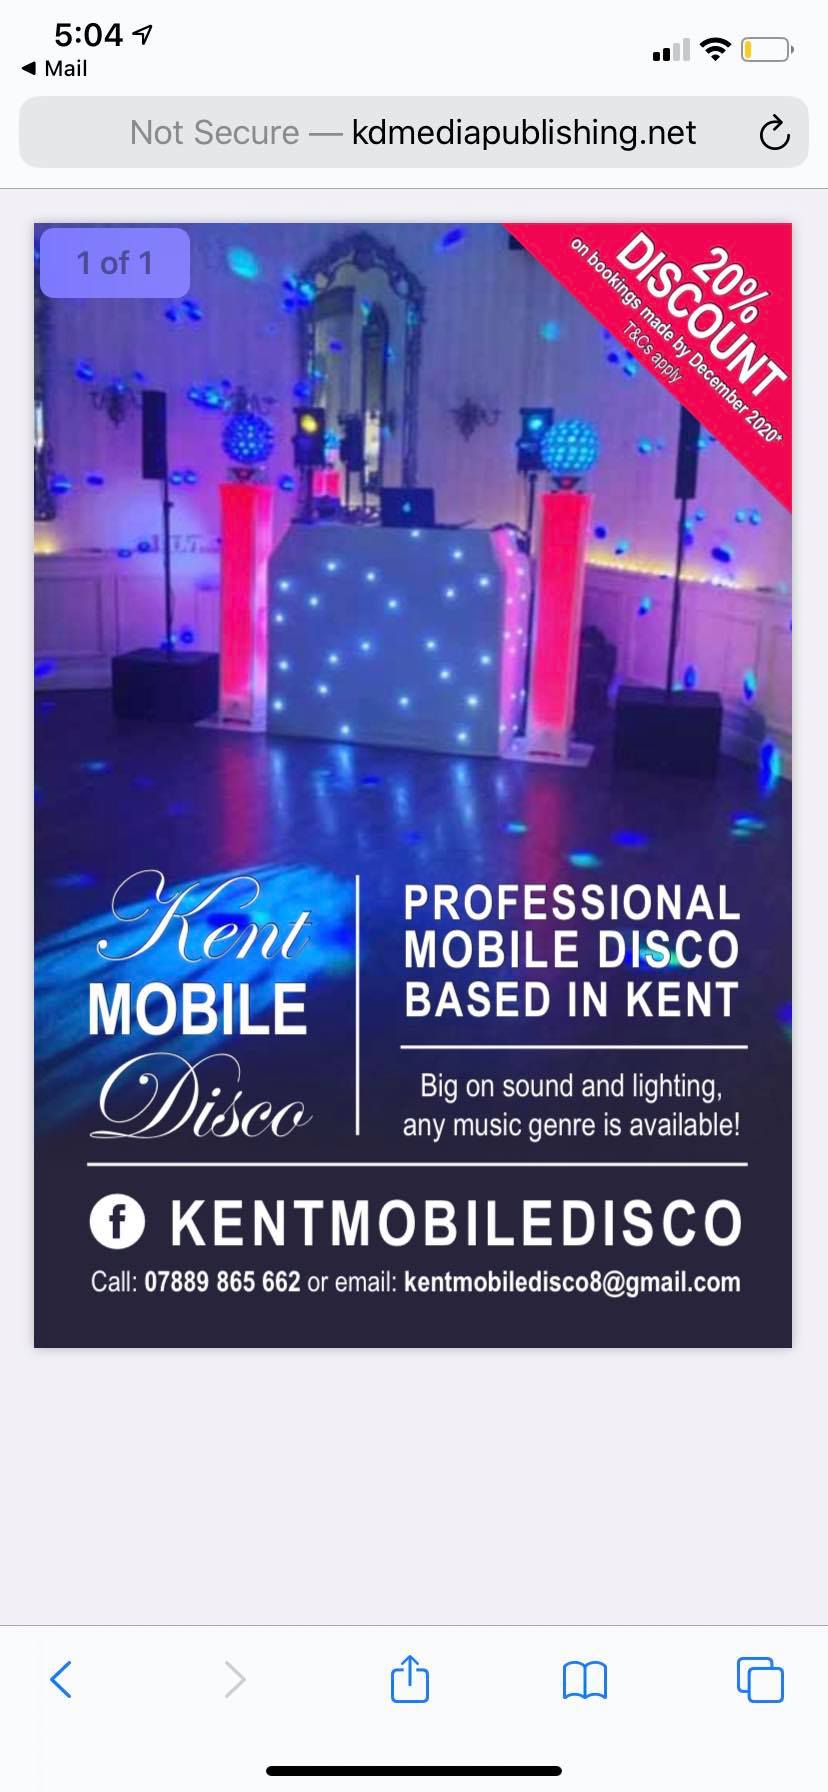 5:04
Mail
Not Secure — kdmediapublishing.net
1 of 1
20%
DISCOUNT
on bookings made by December 2020*
T&Cs apply
Kent
MOBILE
Disco
PROFESSIONAL
MOBILE DISCO
BASED IN KENT
Big on sound and lighting,
any music genre is available!
f KENTMOBILEDISCO
Call: 07889 865 662 or email: kentmobiledisco8@gmail.com